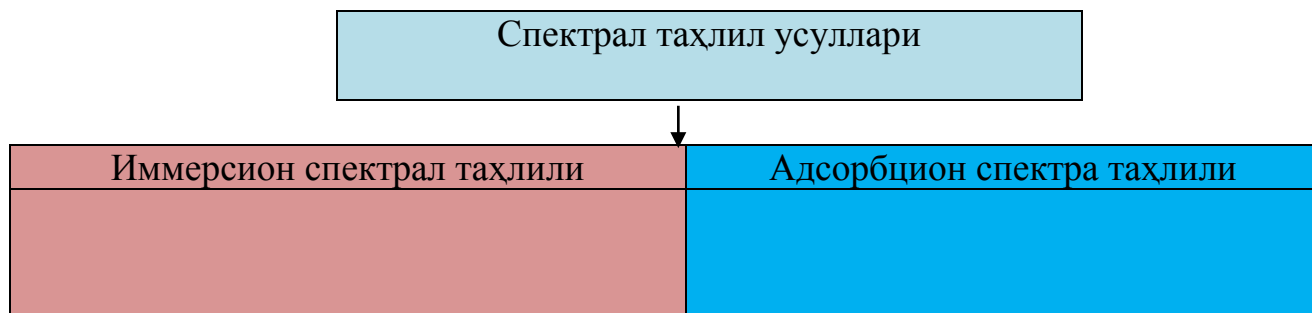 Спектрал таҳлил усуллари
Иммерсион спектрал таҳлили
Адсорбцион спектра таҳлили